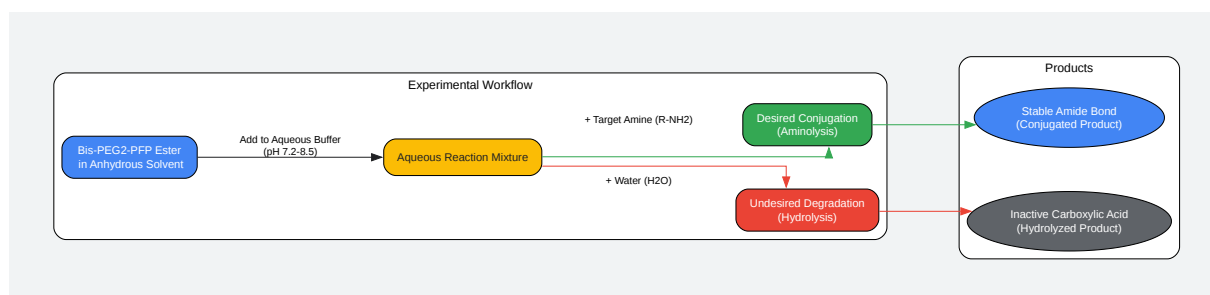 Experimental Workflow
Bis-PEG2-PFP Ester
in Anhydrous Solvent
Add to Aqueous Buffer
(pH 7.2-8.5)
Aqueous Reaction Mixture
+ Target Amine (R-NH2)
+ Water (H2O)
Desired Conjugation
(Aminolysis)
Undesired Degradation
(Hydrolysis)
Products
Stable Amide Bond
(Conjugated Product)
Inactive Carboxylic Acid
(Hydrolyzed Product)